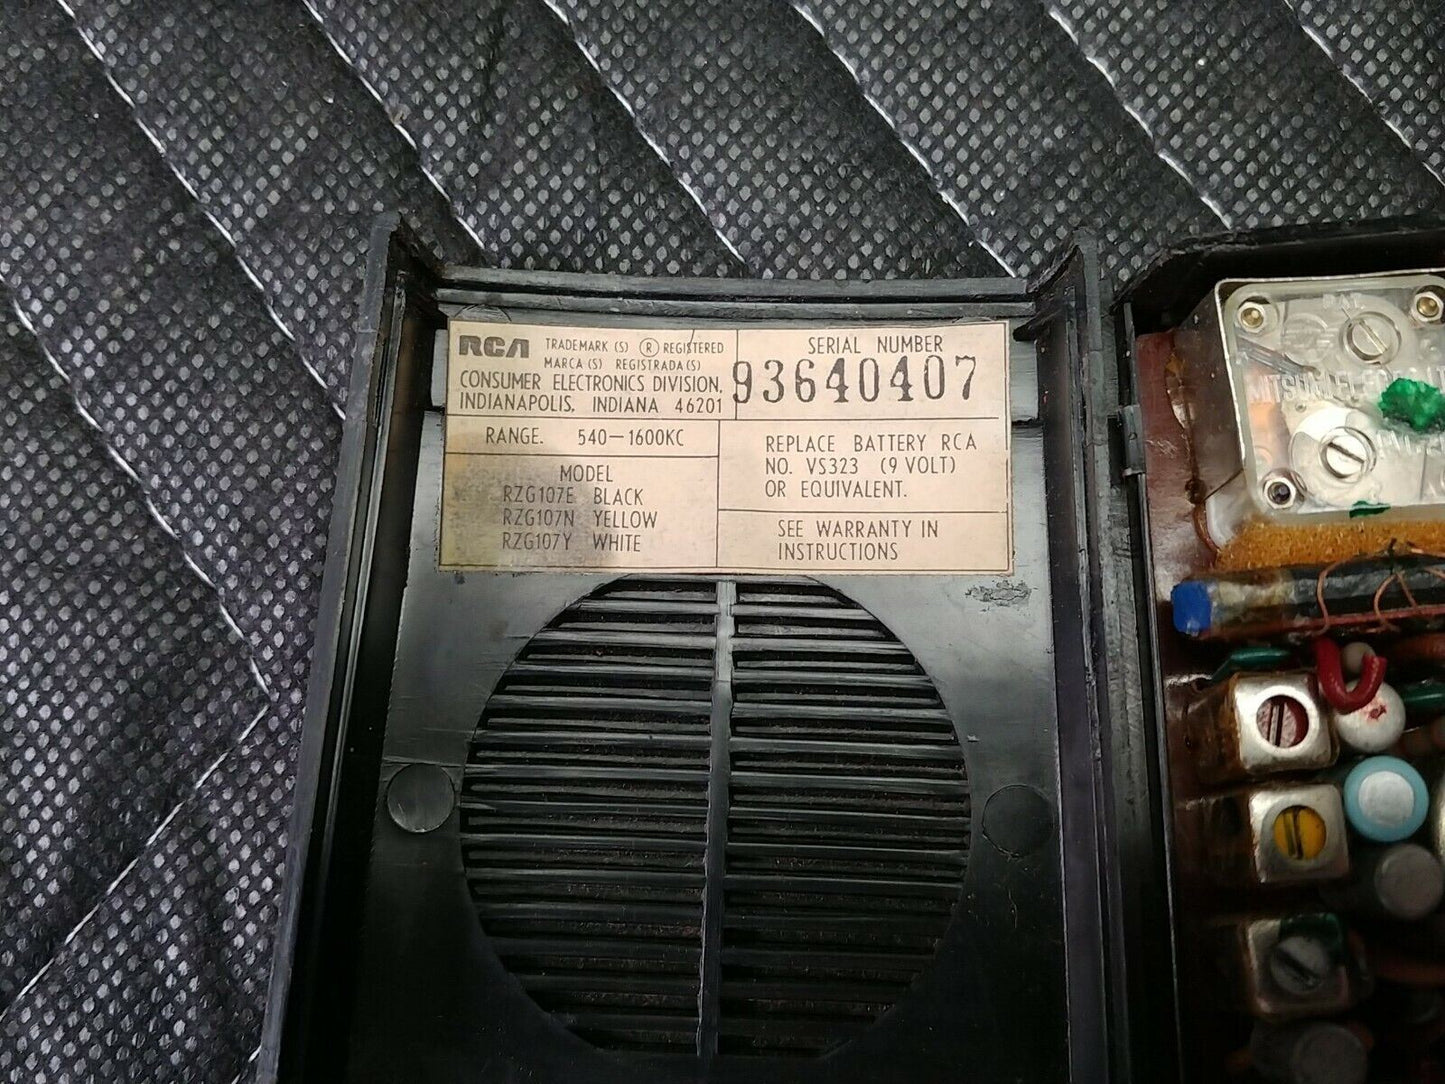 RCA TRADEMARK (S) ® REGISTERED
MARCA (S) REGISTRADA (S)
CONSUMER ELECTRONICS DIVISION,
INDIANAPOLIS, INDIANA 46201
SERIAL NUMBER
93640407
RANGE. 540-1600KC
MODEL
RZG107E BLACK
RZG107N YELLOW
RZG107Y WHITE
REPLACE BATTERY RCA
NO. VS323 (9 VOLT)
OR EQUIVALENT.
SEE WARRANTY IN
INSTRUCTIONS